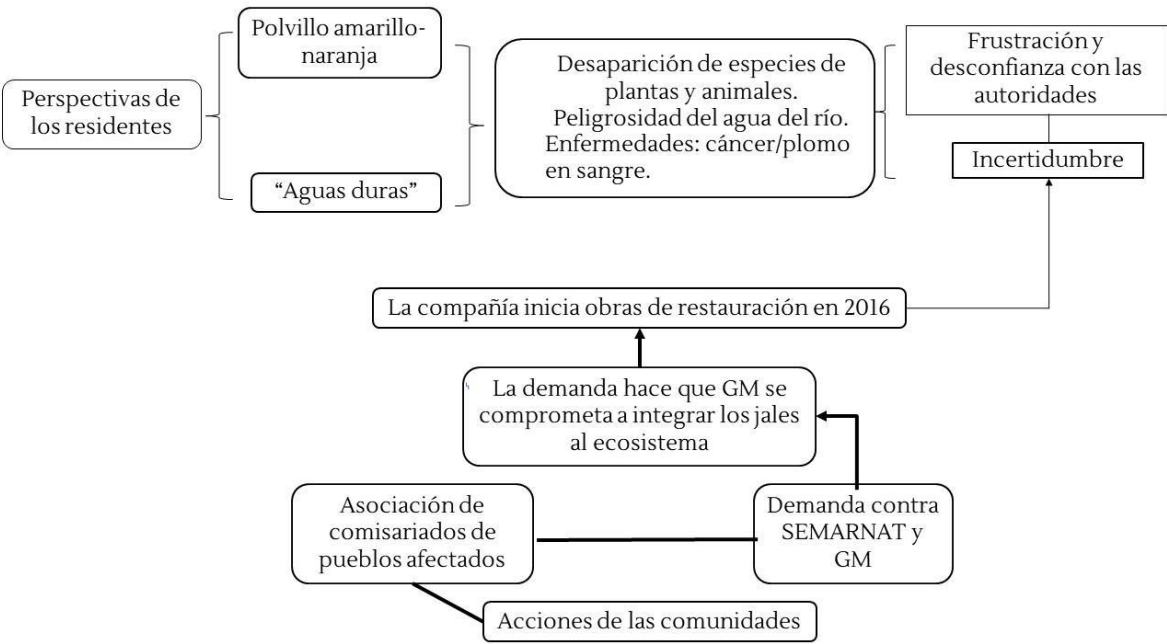 Perspectivas de
los residentes
Polvillo amarillo-
naranja
“Aguas duras”
Desaparición de especies de
plantas y animales.
Peligrosidad del agua del río.
Enfermedades: cáncer/plomo
en sangre.
Frustración y
desconfianza con las
autoridades
Incertidumbre
La compañía inicia obras de restauración en 2016
La demanda hace que GM se
comprometa a integrar los jales
al ecosistema
Asociación de
comisariados de
pueblos afectados
Demanda contra
SEMARNAT y
GM
Acciones de las comunidades